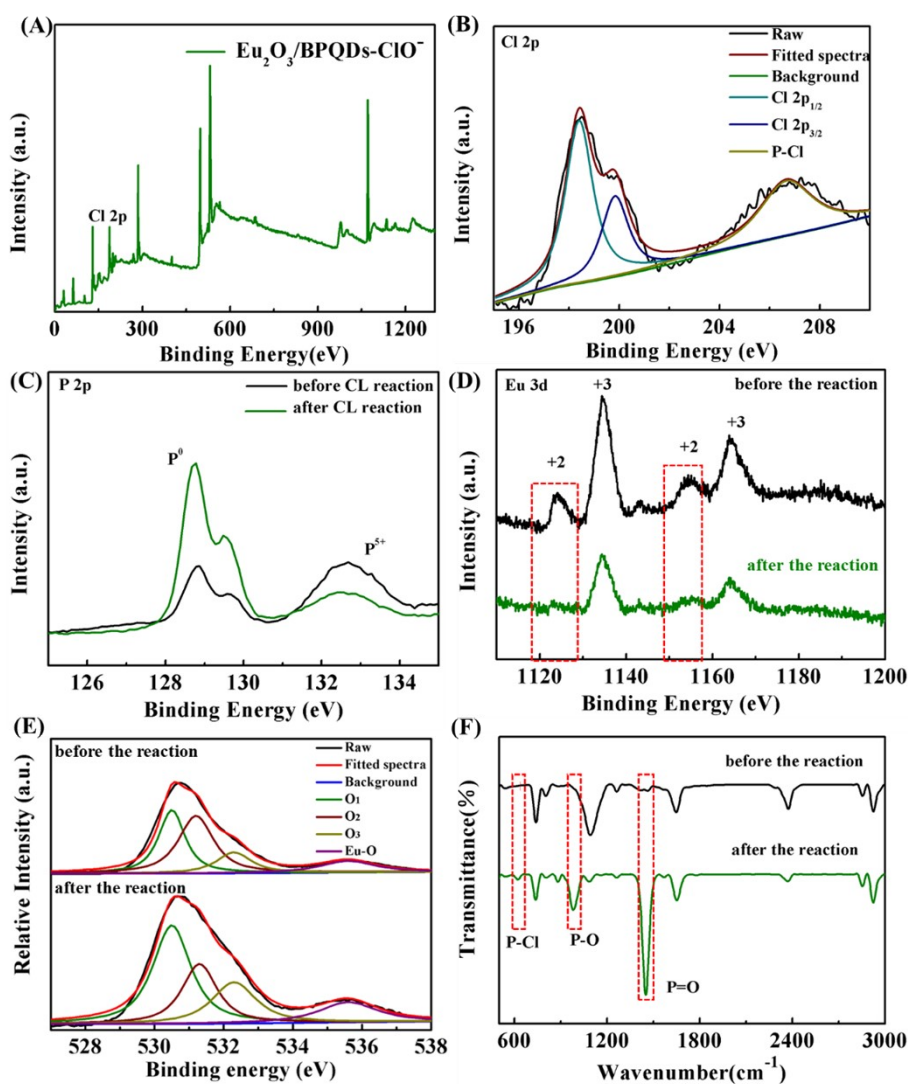 (A)
Eu₂O₃/BPQDs-ClO⁻
Cl 2p
Intensity (a.u.)
0 300 600 900 1200
Binding Energy(eV)
(B)
Cl 2p
Raw
Fitted spectra
Background
Cl 2p₁/₂
Cl 2p₃/₂
P-Cl
Intensity (a.u.)
196 200 204 208
Binding Energy(eV)
(C)
P 2p
before CL reaction
after CL reaction
P⁰
P⁵⁺
Intensity (a.u.)
126 128 130 132 134
Binding Energy (eV)
(D)
Eu 3d
before the reaction
+3
+2
+2
+3
after the reaction
Intensity (a.u.)
1120 1140 1160 1180 1200
Binding Energy (eV)
(E)
before the reaction
Raw
Fitted spectra
Background
O₁
O₂
O₃
Eu-O
after the reaction
Relative Intensity (a.u.)
528 530 532 534 536 538
Binding energy (eV)
(F)
before the reaction
after the reaction
P-Cl
P-O
P=O
Transmittance(%)
600 1200 1800 2400 3000
Wavenumber(cm⁻¹)